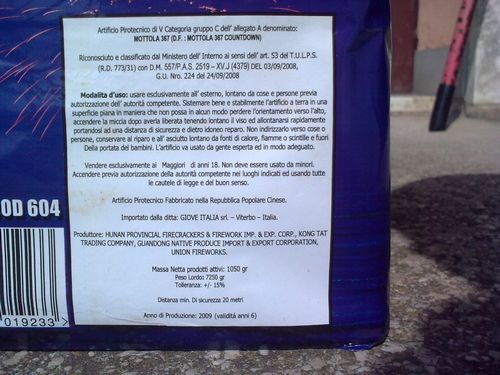 Artificio Pirotecnico di V Categoria gruppo C dell' allegato A denominato:
MOTTOLA 367 (D.F. : MOTTOLA 367 COUNTDOWN)
Riconosciuto e classificato dal Ministero dell' Interno ai sensi dell' art. 53 del T.U.L.P.S.
(R.D. 773/31) con D.M. 557/P.A.S. 2519 – XV.J (4379) DEL 03/09/2008,
G.U. Nro. 224 del 24/09/2008
Modalita d'uso: usare esclusivamente all' esterno, lontano da cose e persone previa
autorizzazione dell' autorità competente. Sistemare bene e stabilmente l'artificio a terra in una
superficie piana in maniera che non possa in alcun modo perdere l'orientamento verso l'alto,
accendere la miccia dopo averla liberata tenendo lontano il viso ed allontanarsi rapidamente
portandosi ad una distanza di sicurezza e dietro idoneo reparo. Non indirizzarlo verso cose o
persone, conservare al riparo e all' asciutto lontano da fonti di calore, fiamme o scintille e fuori
Della portata dei bambini. L'artificio va usato da gente esperta ed in modo adeguato.
Vendere esclusivamente ai Maggiori di anni 18. Non deve essere usato da minori.
Accendere previa autorizzazione della autorità competente nei luoghi indicati ed usando tutte
le cautele di legge e dei buon senso.
Artificio Pirotecnico Fabbricato nella Repubblica Popolare Cinese.
Importato dalla ditta: GIOVE ITALIA srl – Viterbo – Italia.
Produttore: HUNAN PROVINCIAL FIRECRACKERS & FIREWORK IMP. & EXP. CORP., KONG TAT
TRADING COMPANY, GUANDONG NATIVE PRODUCE IMPORT & EXPORT CORPORATION,
UNION FIREWORKS.
Massa Netta prodotti attivi: 1050 gr
Peso Lordo: 7250 gr
Tolleranza: +/- 15%
Distanza min. Di sicurezza 20 metri
Anno di Produzione: 2009 (validità anni 6)
OD 604
019233 >